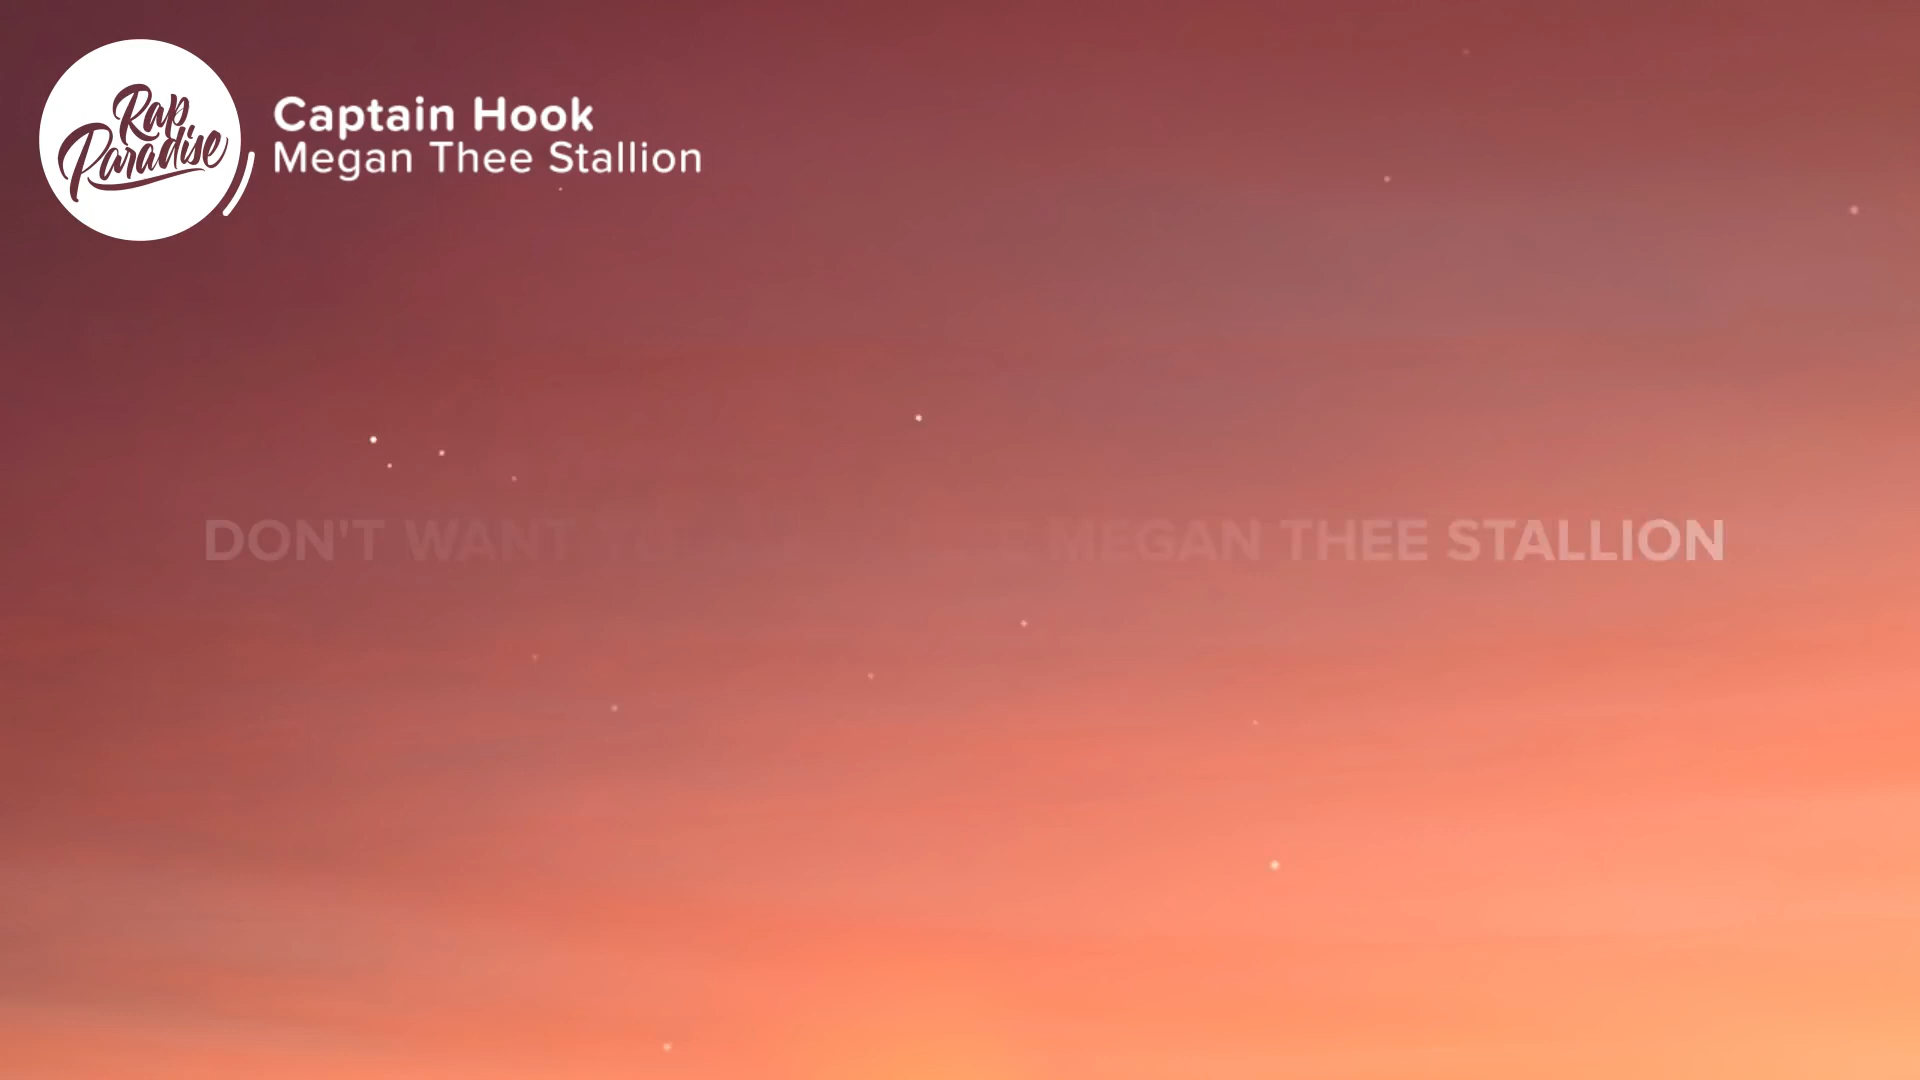 Rap
Paradise
Captain Hook
Megan Thee Stallion
DON'T WANT MEGAN THEE STALLION